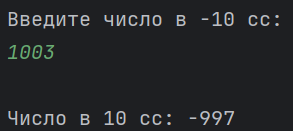 Введите число в -10 сс:
1003
Число в 10 сс: -997